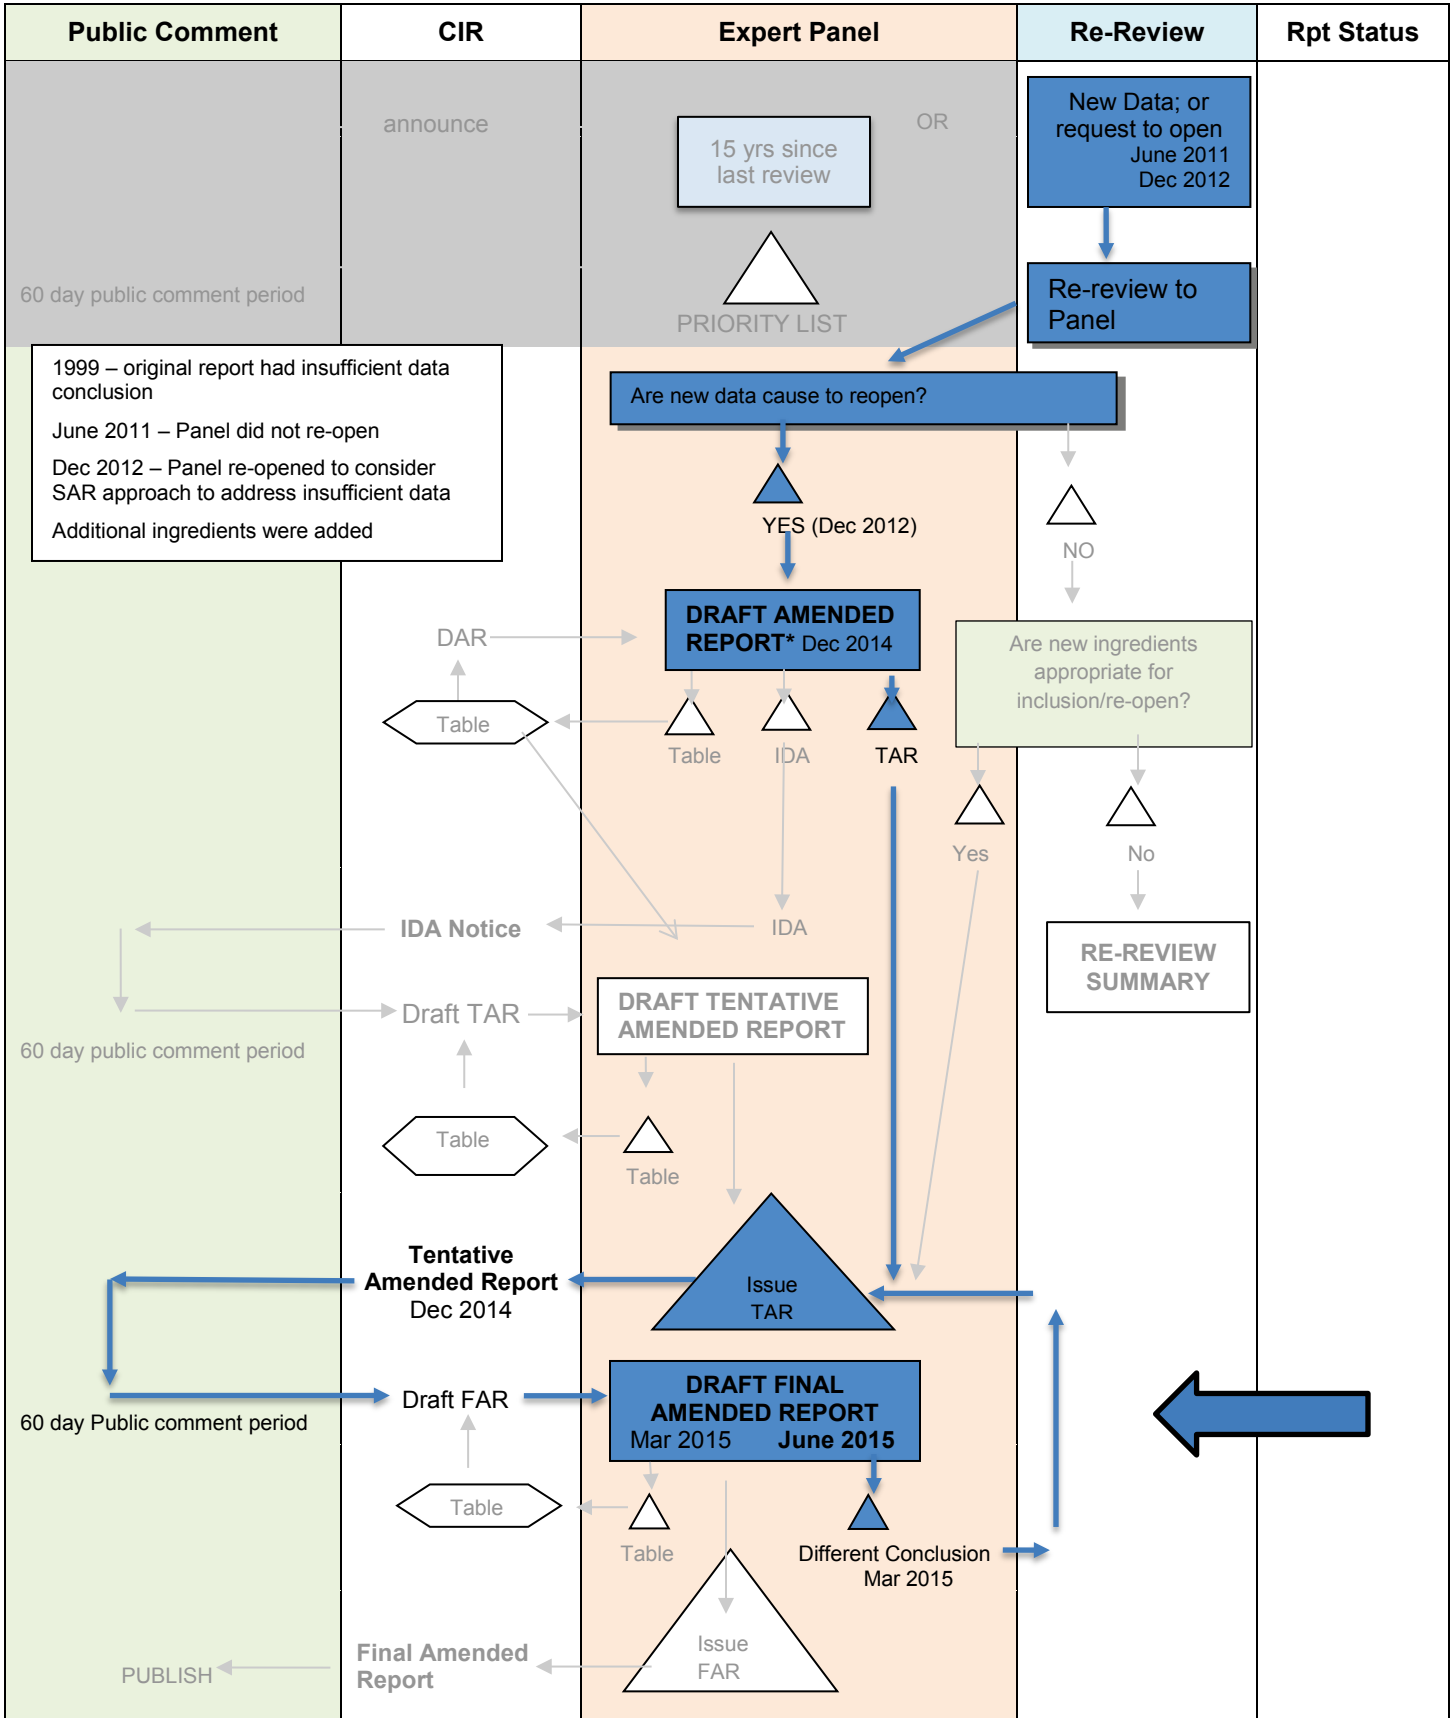 Public Comment
CIR
Expert Panel
Re-Review
Rpt Status
announce
15 yrs since
last review
OR
New Data; or
request to open
June 2011
Dec 2012
60 day public comment period
PRIORITY LIST
Re-review to
Panel
1999 – original report had insufficient data
conclusion
June 2011 – Panel did not re-open
Dec 2012 – Panel re-opened to consider
SAR approach to address insufficient data
Additional ingredients were added
Are new data cause to reopen?
YES (Dec 2012)
NO
DAR
DRAFT AMENDED
REPORT* Dec 2014
Are new ingredients
appropriate for
inclusion/re-open?
Table
Table
IDA
TAR
Yes
No
IDA Notice
IDA
RE-REVIEW
SUMMARY
Draft TAR
DRAFT TENTATIVE
AMENDED REPORT
60 day public comment period
Table
Table
Tentative
Amended Report
Dec 2014
Issue
TAR
Draft FAR
DRAFT FINAL
AMENDED REPORT
Mar 2015 June 2015
60 day Public comment period
Table
Table
Different Conclusion
Mar 2015
PUBLISH
Final Amended
Report
Issue
FAR